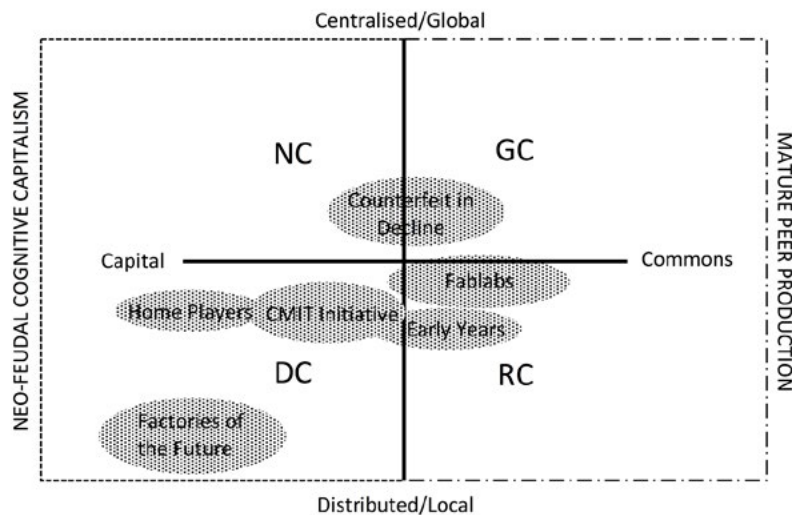 Centralised/Global
NEO-FEUDAL COGNITIVE CAPITALISM
MATURE PEER PRODUCTION
NC
GC
Counterfeit in
Decline
Capital
Commons
Fablabs
Home Players
CMIT Initiative
Early Years
DC
RC
Factories of
the Future
Distributed/Local